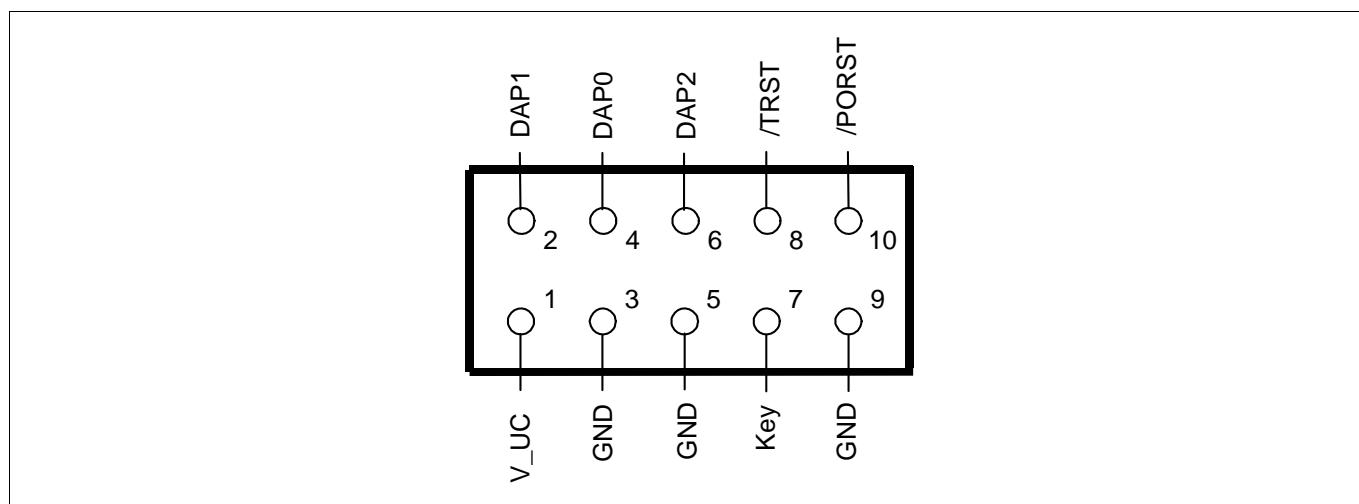 DAP1 DAP0 DAP2 /TRST /PORST
2 4 6 8 10
1 3 5 7 9
V_UC GND GND Key GND